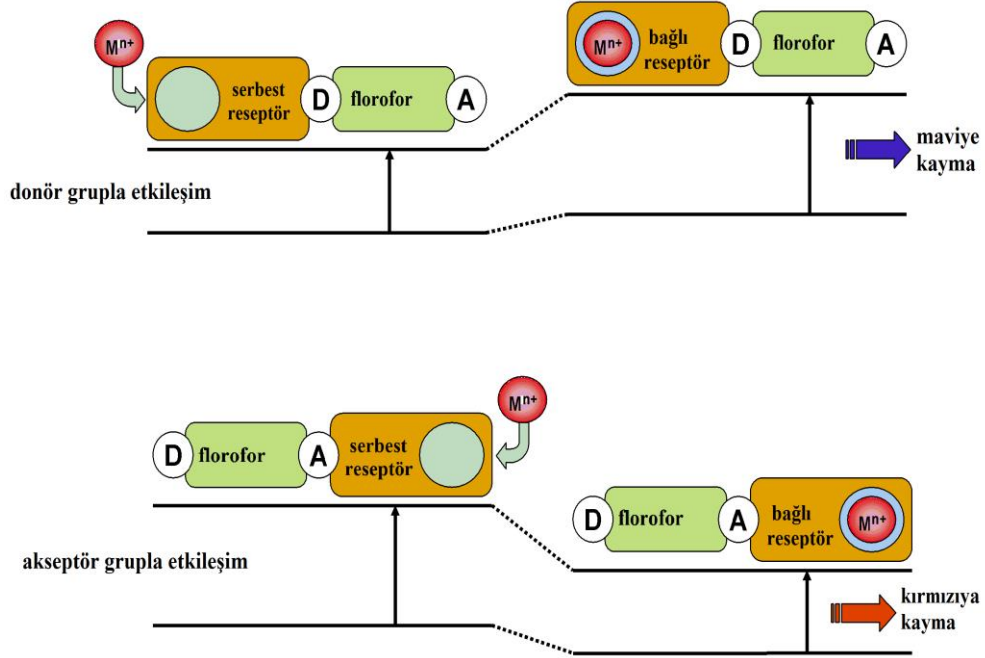 Mn+
serbest
reseptör
D
florofor
A
Mn+
bağlı
reseptör
D
florofor
A
donör grupla etkileşim
maviye
kayma
D
florofor
A
serbest
reseptör
Mn+
D
florofor
A
bağlı
reseptör
Mn+
akseptör grupla etkileşim
kırmızıya
kayma